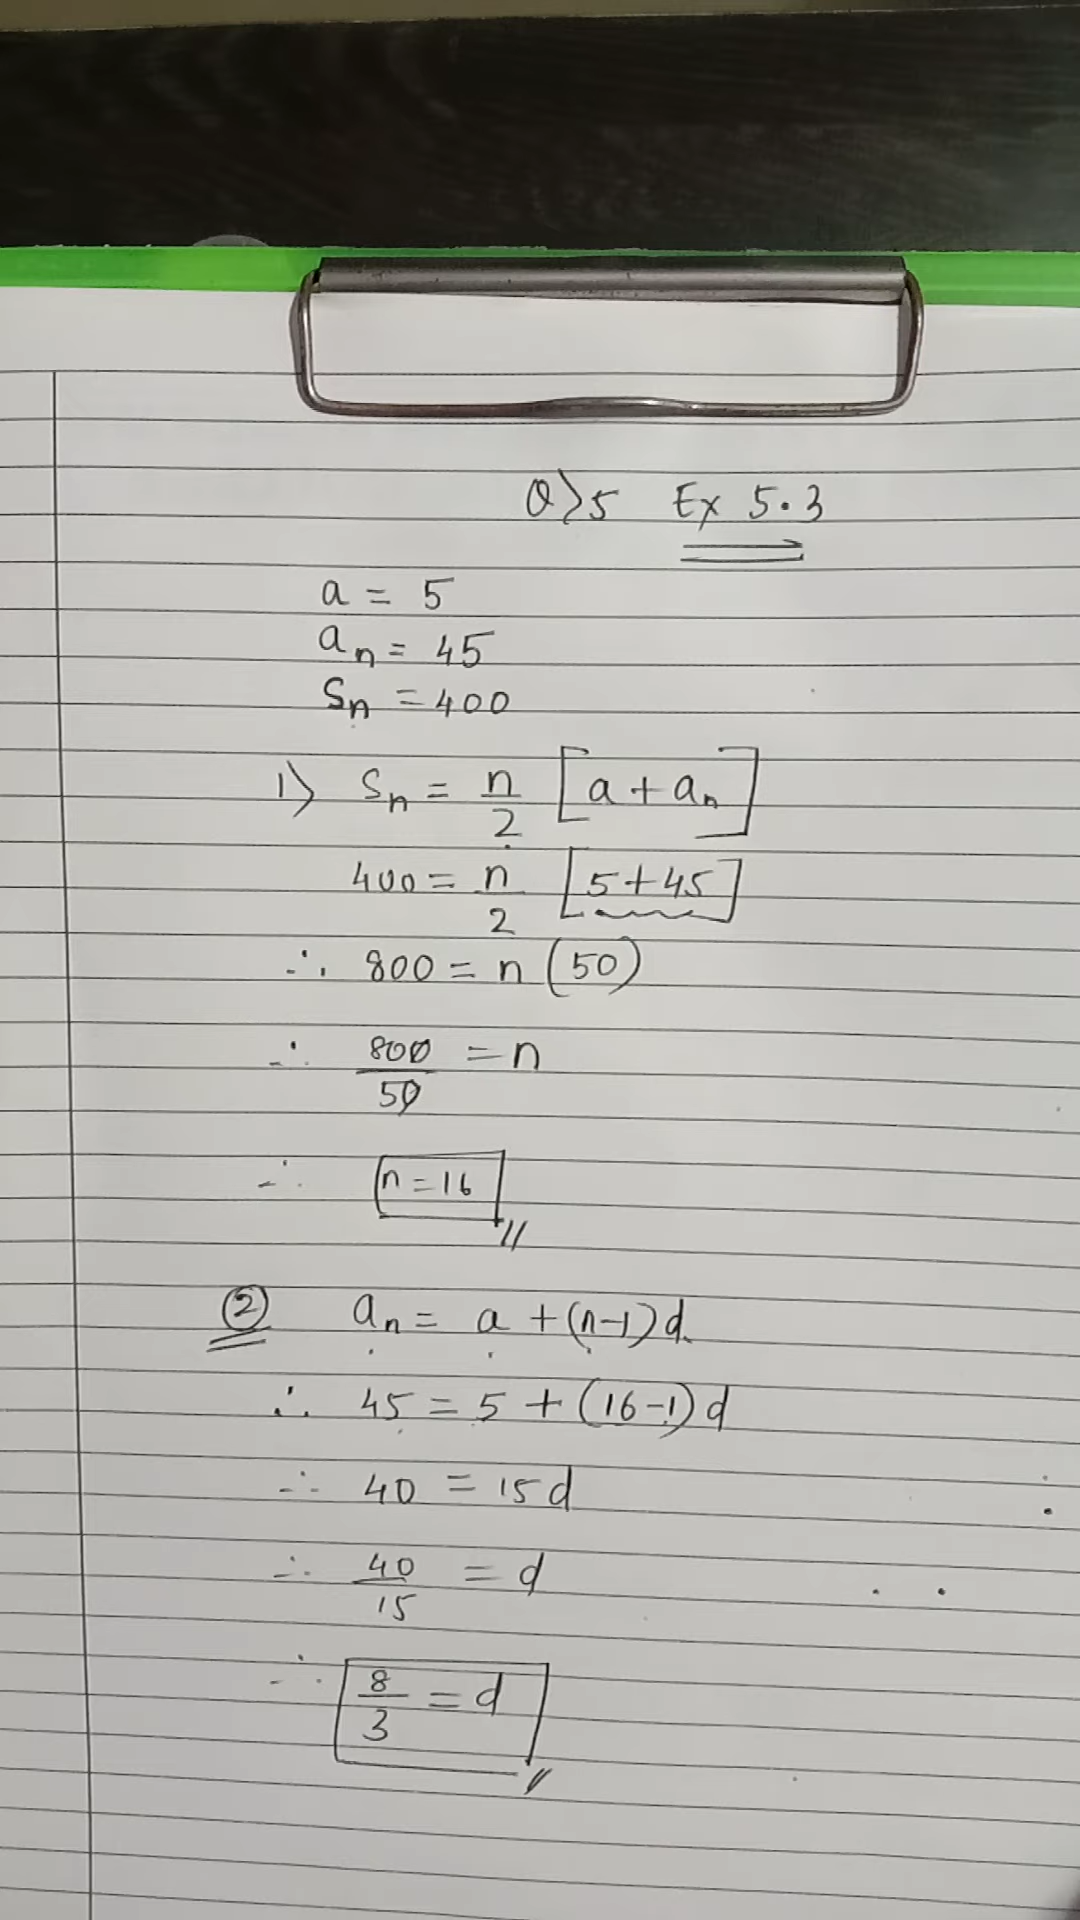 Q>5 Ex 5.3
a = 5
an = 45
Sn = 400
1> Sn = n/2 [a + an]
400 = n/2 [5+45]
∴ 800 = n (50)
∴ 800/50 = n
∴ n = 16 //
② an = a + (n-1)d
∴ 45 = 5 + (16-1)d
∴ 40 = 15d
∴ 40/15 = d
∴ 8/3 = d //